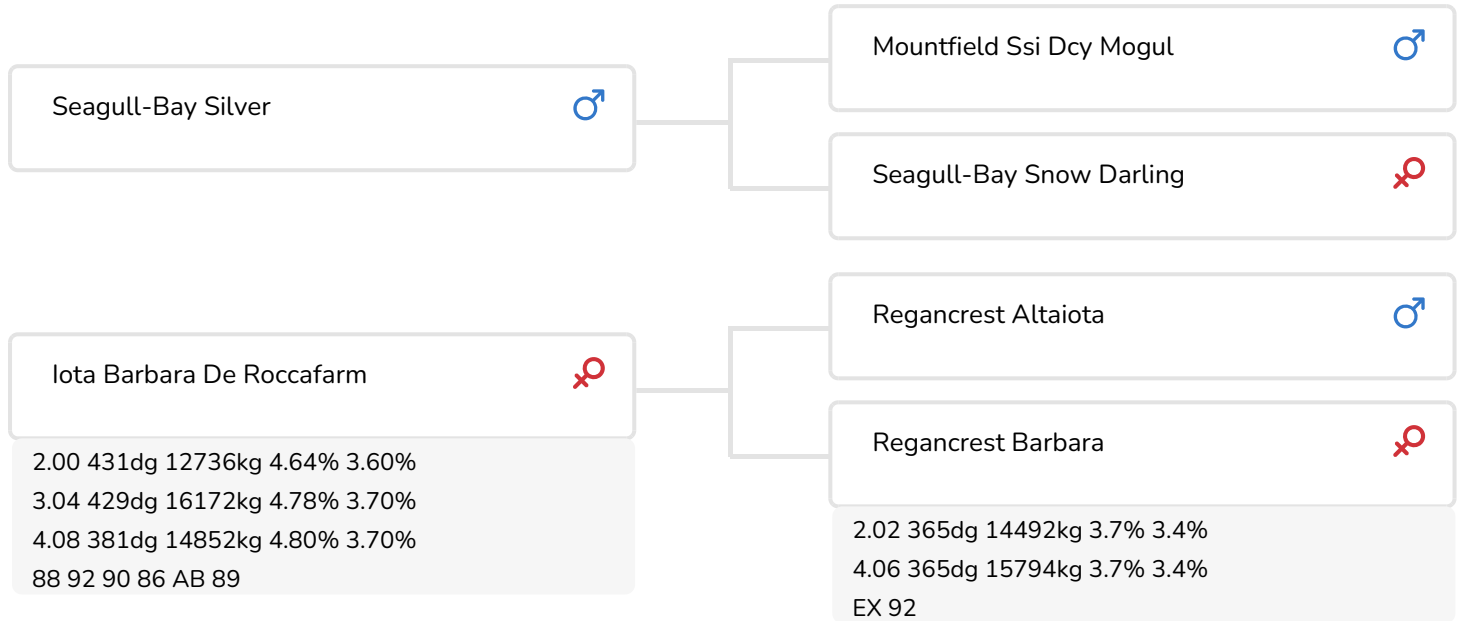 Mountfield Ssi Dcy Mogul
Seagull-Bay Silver
Seagull-Bay Snow Darling
Regancrest Altaiota
Iota Barbara De Roccafarm
Regancrest Barbara
2.00 431dg 12736kg 4.64% 3.60%
3.04 429dg 16172kg 4.78% 3.70%
4.08 381dg 14852kg 4.80% 3.70%
88 92 90 86 AB 89
2.02 365dg 14492kg 3.7% 3.4%
4.06 365dg 15794kg 3.7% 3.4%
EX 92